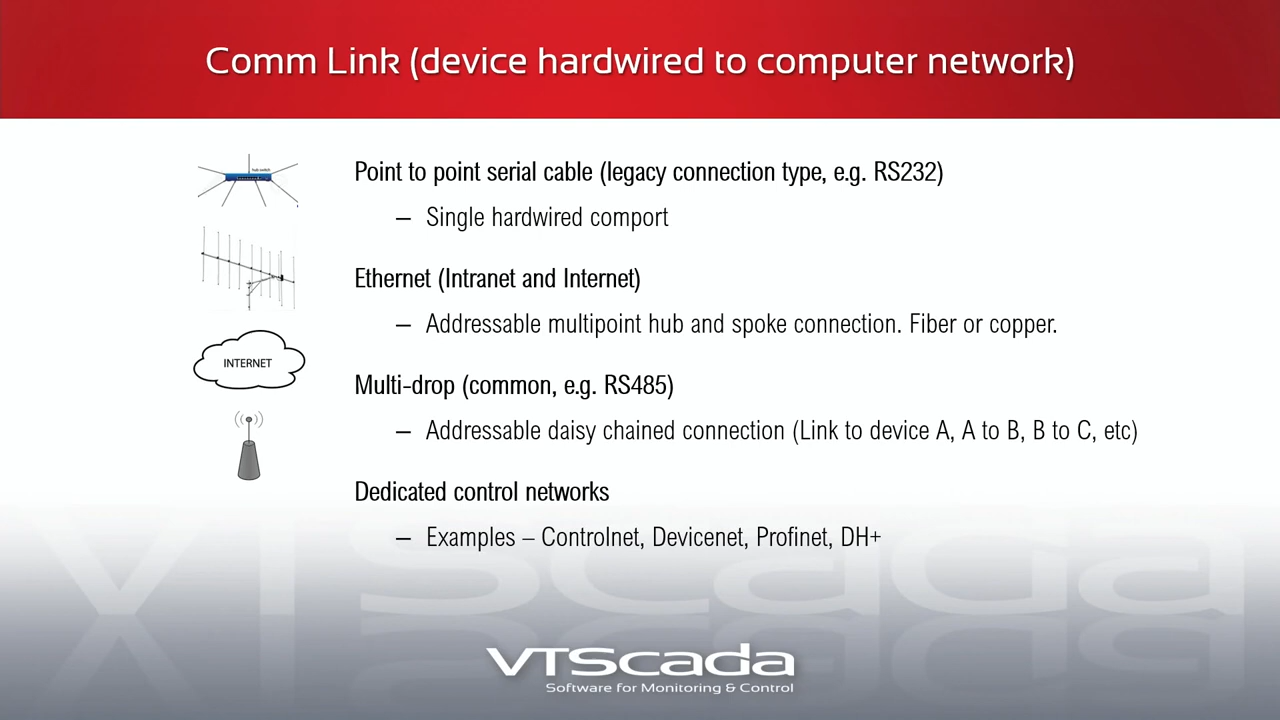 Comm Link (device hardwired to computer network)
hub switch
Point to point serial cable (legacy connection type, e.g. RS232)
– Single hardwired comport
Ethernet (Intranet and Internet)
– Addressable multipoint hub and spoke connection. Fiber or copper.
INTERNET
Multi-drop (common, e.g. RS485)
– Addressable daisy chained connection (Link to device A, A to B, B to C, etc)
Dedicated control networks
– Examples – Controlnet, Devicenet, Profinet, DH+
VTScada
VTScada
Software for Monitoring & Control